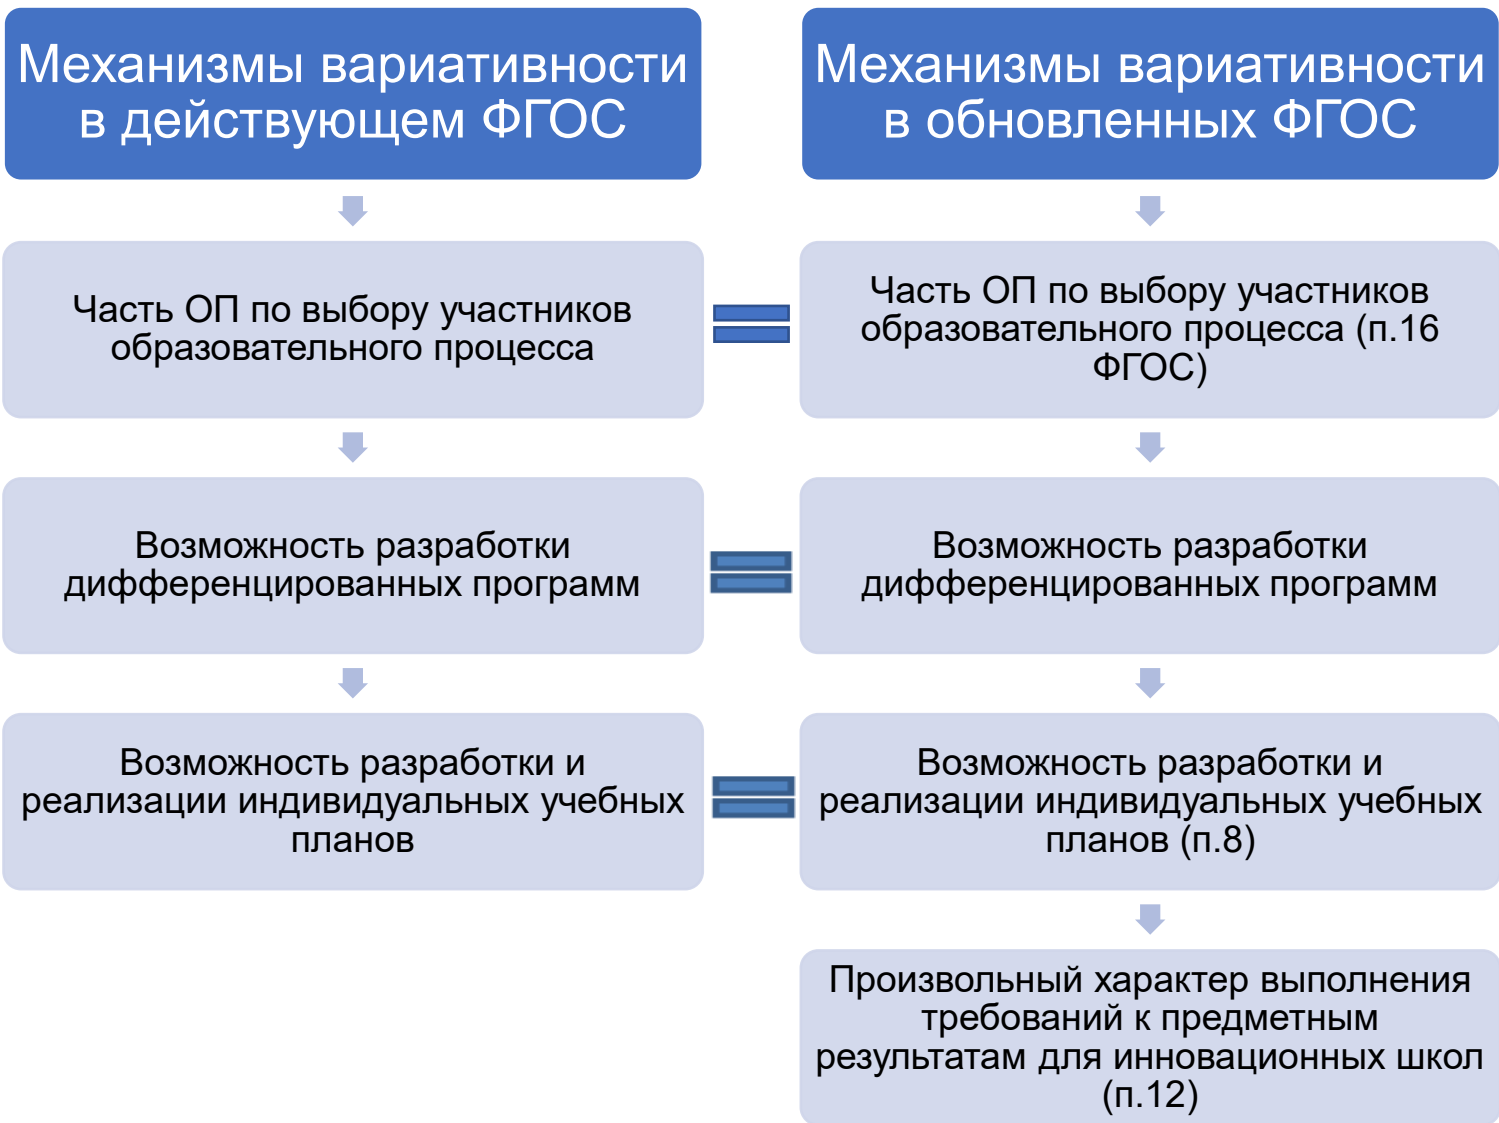 Механизмы вариативности
в действующем ФГОС
Часть ОП по выбору участников
образовательного процесса
Возможность разработки
дифференцированных программ
Возможность разработки и
реализации индивидуальных учебных
планов
Механизмы вариативности
в обновленных ФГОС
Часть ОП по выбору участников
образовательного процесса (п.16
ФГОС)
Возможность разработки
дифференцированных программ
Возможность разработки и
реализации индивидуальных учебных
планов (п.8)
Произвольный характер выполнения
требований к предметным
результатам для инновационных школ
(п.12)